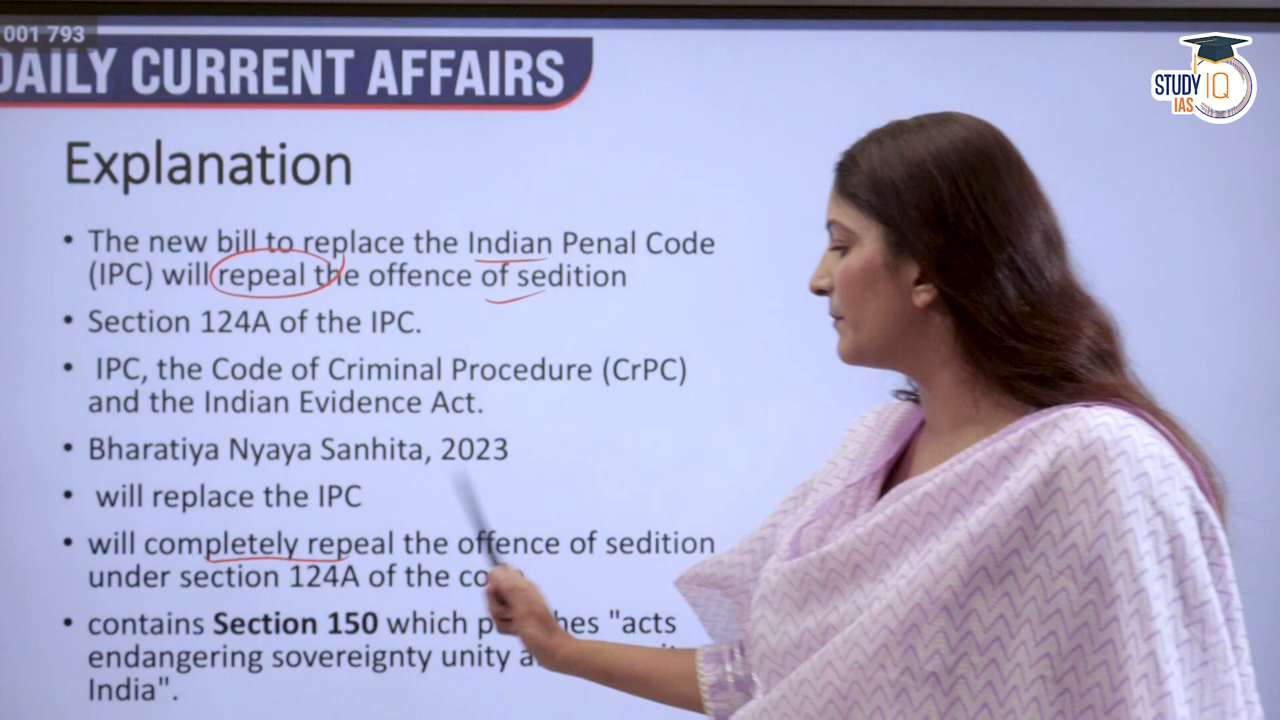 001 793
DAILY CURRENT AFFAIRS
STUDY IQ
IAS
Explanation
• The new bill to replace the Indian Penal Code
(IPC) will repeal the offence of sedition
• Section 124A of the IPC.
• IPC, the Code of Criminal Procedure (CrPC)
and the Indian Evidence Act.
• Bharatiya Nyaya Sanhita, 2023
• will replace the IPC
• will completely repeal the offence of sedition
under section 124A of the
• contains Section 150 which "acts
endangering sovereignty unity
India".